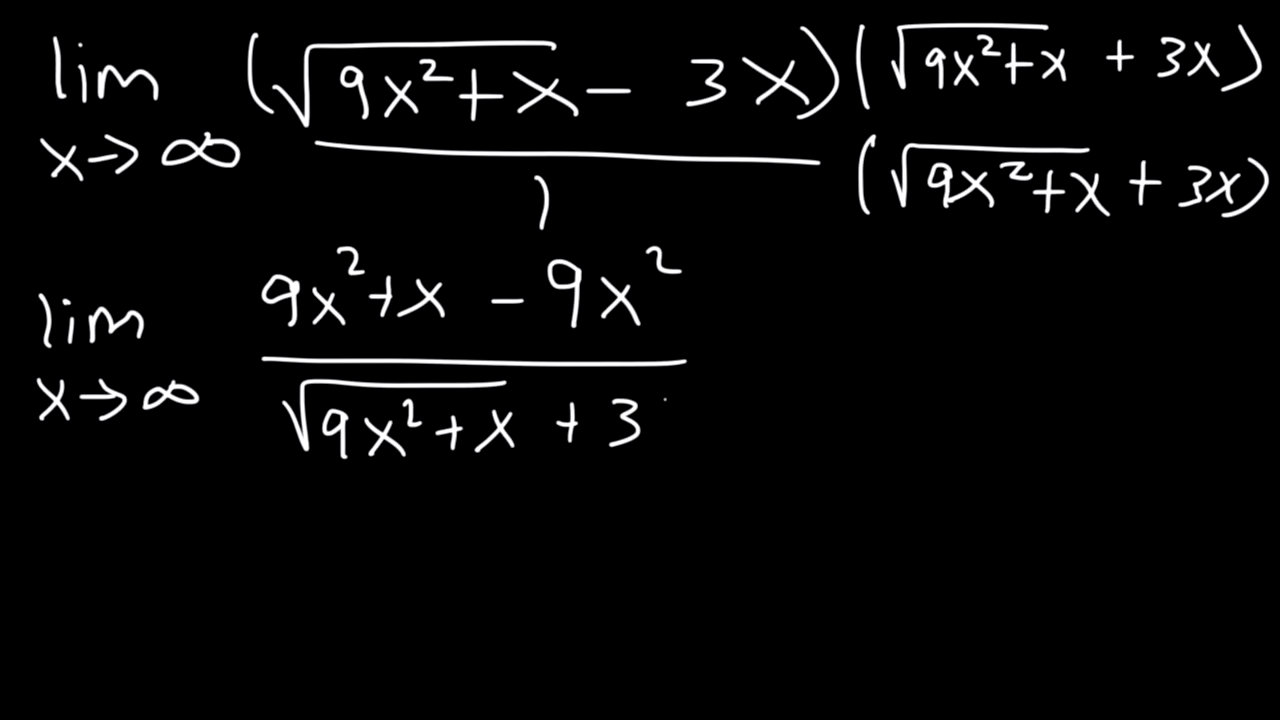 lim x→∞ (√9x²+x − 3x)/1 (√9x²+x + 3x)/(√9x²+x + 3x)
lim x→∞ (9x²+x − 9x²)/(√9x²+x + 3